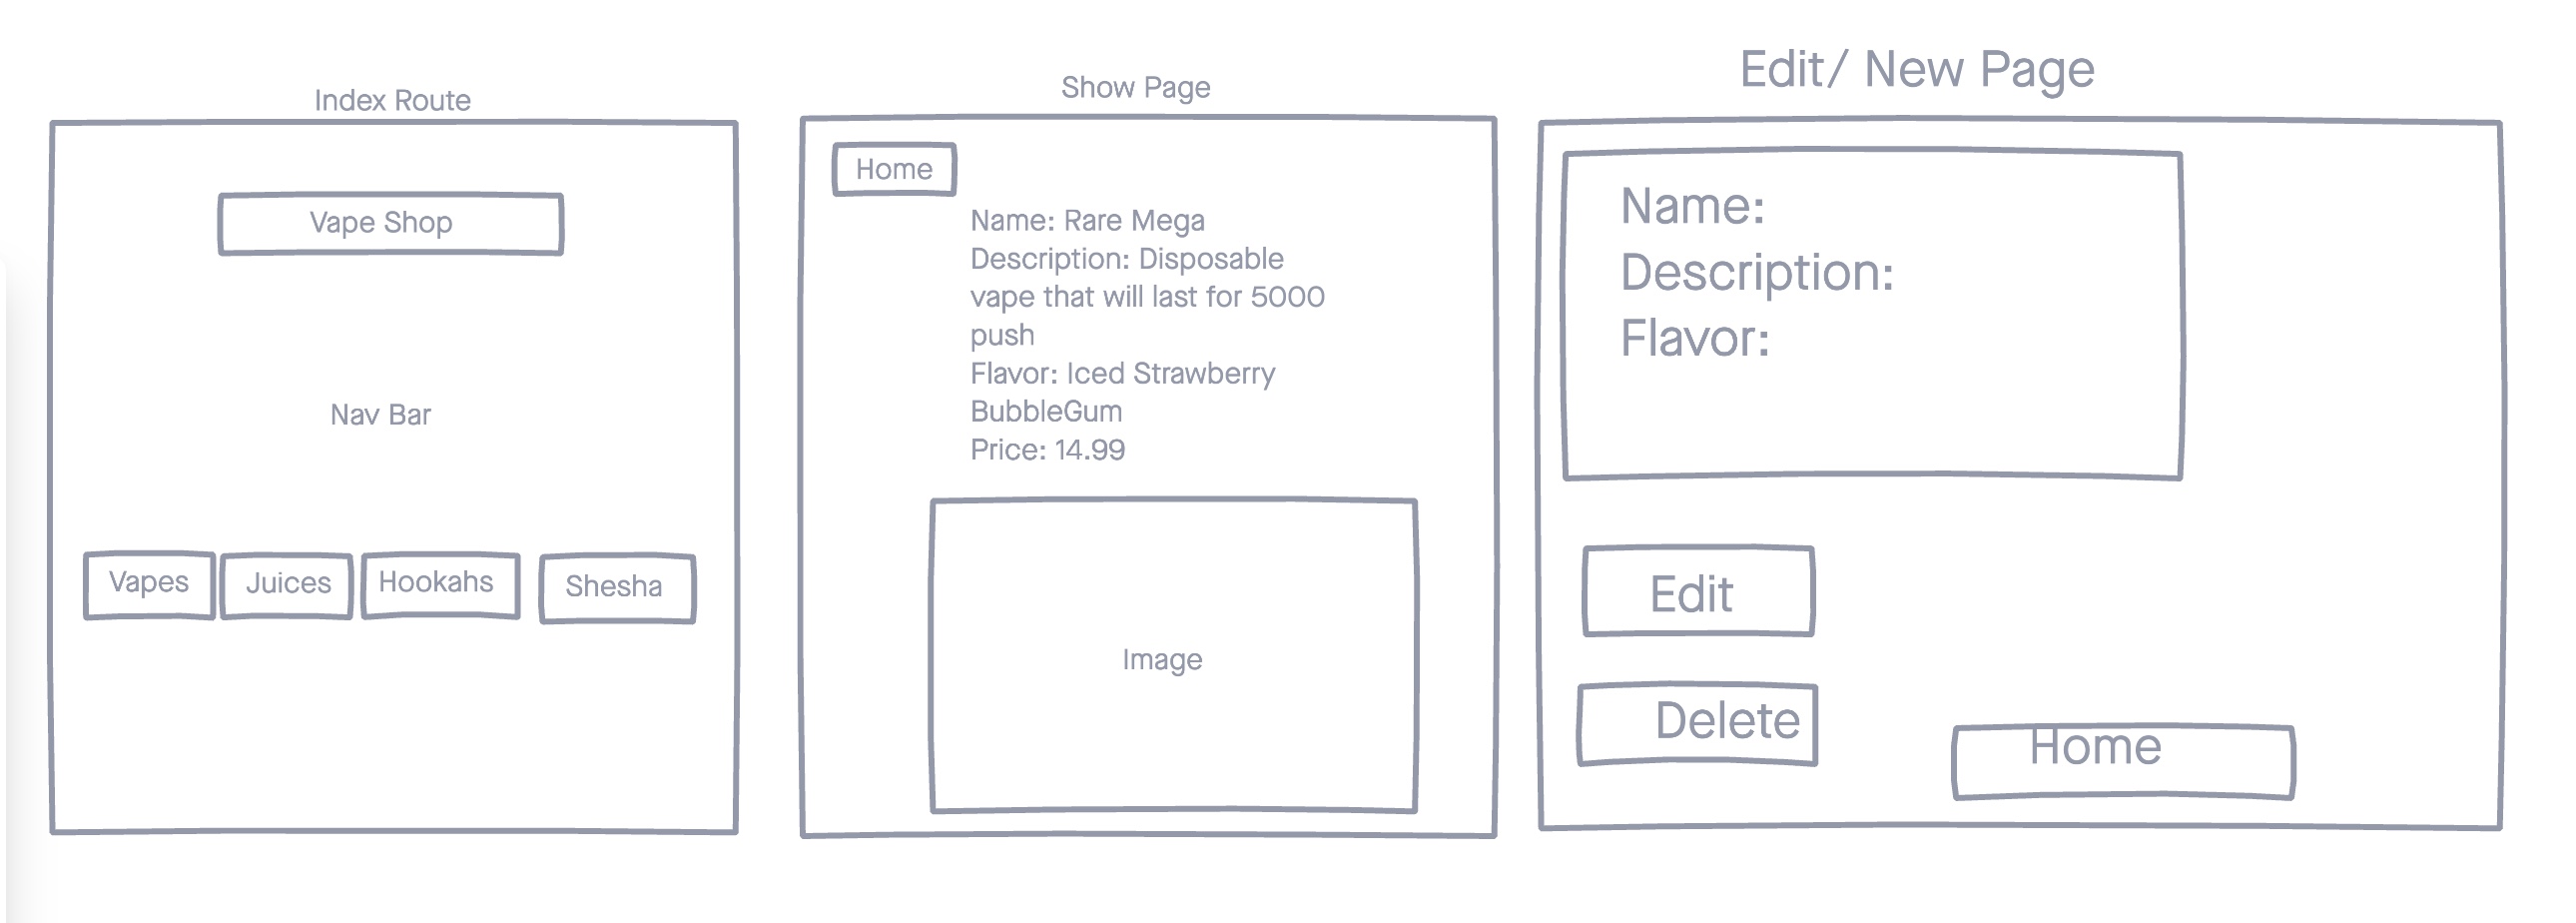 Index Route
Vape Shop
Nav Bar
Vapes
Juices
Hookahs
Shesha
Show Page
Home
Name: Rare Mega
Description: Disposable
vape that will last for 5000
push
Flavor: Iced Strawberry
BubbleGum
Price: 14.99
Image
Edit/ New Page
Name:
Description:
Flavor:
Edit
Delete
Home